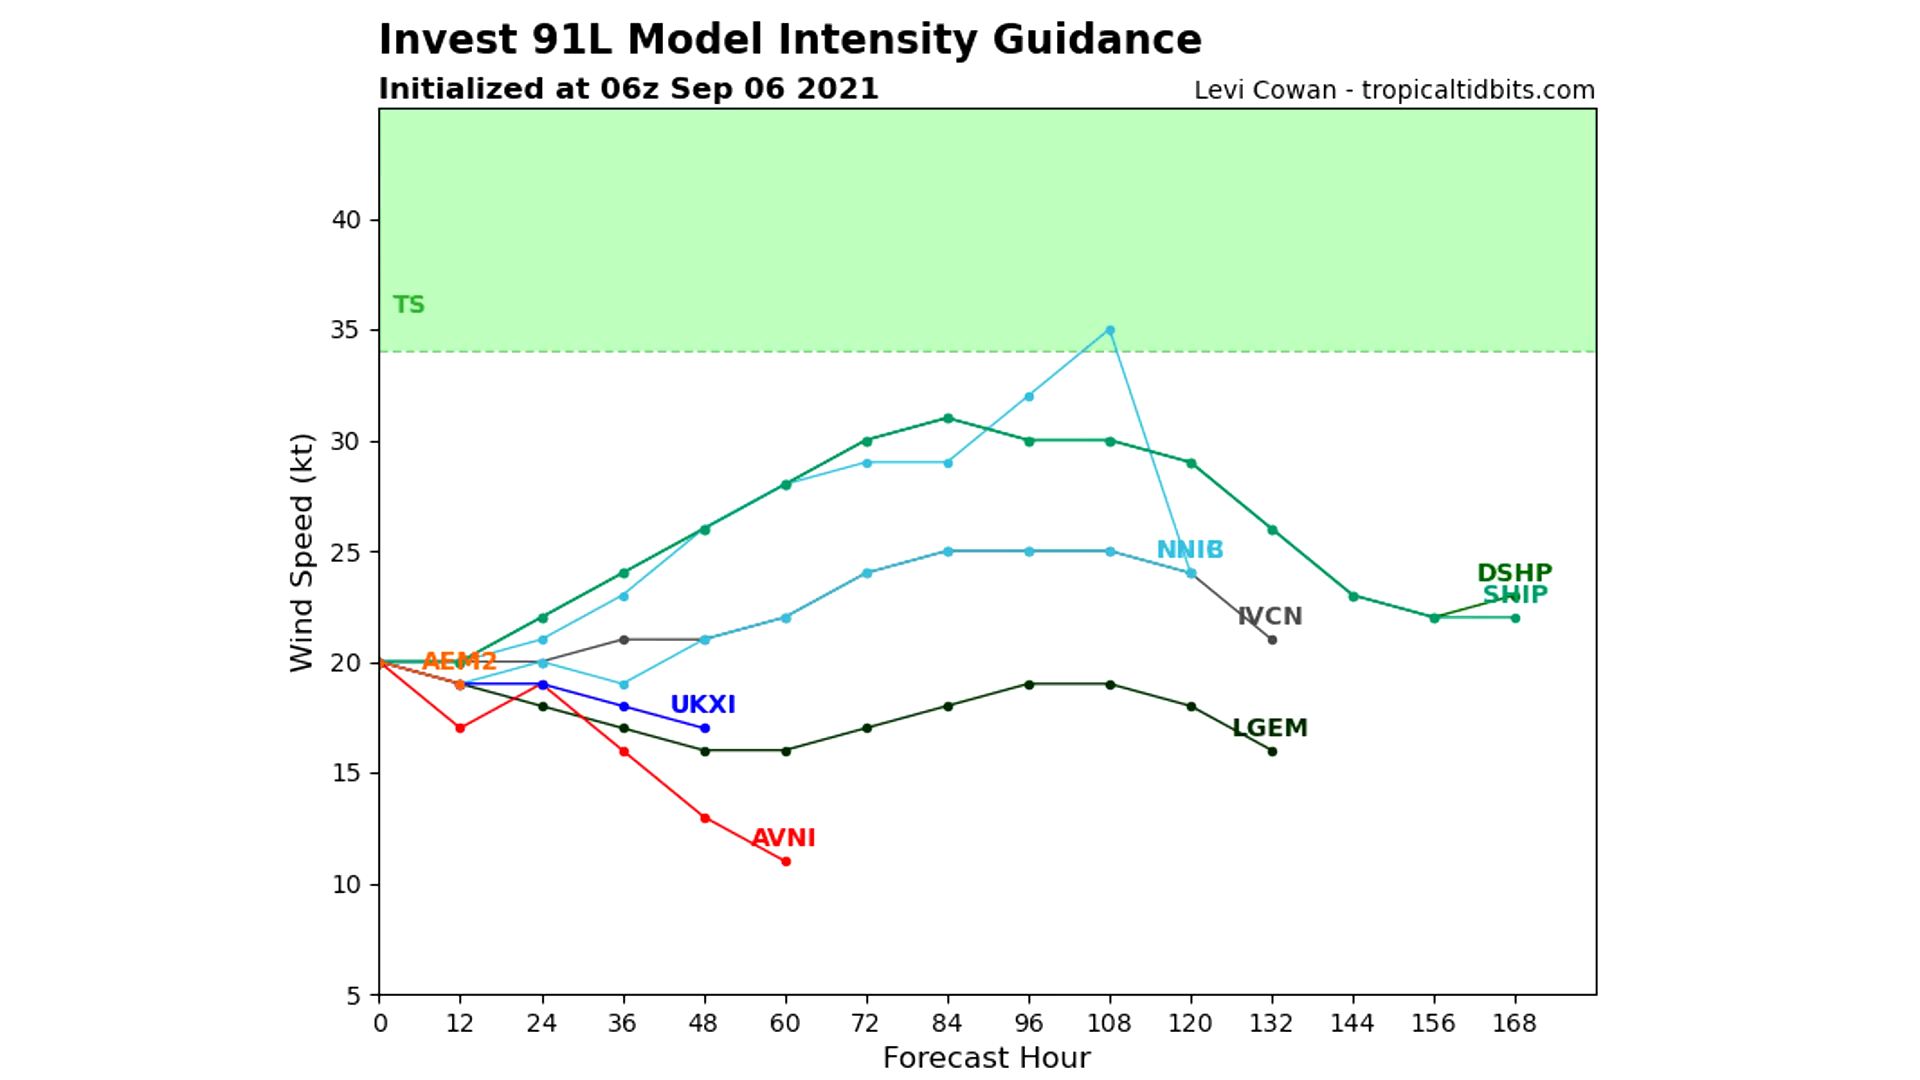 Invest 91L Model Intensity Guidance
Initialized at 06z Sep 06 2021
Levi Cowan - tropicaltidbits.com
Wind Speed (kt)
40
TS
35
30
25
20
15
10
5
DSHP
SHIP
IVCN
AEM2
UKXI
LGEM
AVNI
0 12 24 36 48 60 72 84 96 108 120 132 144 156 168
Forecast Hour